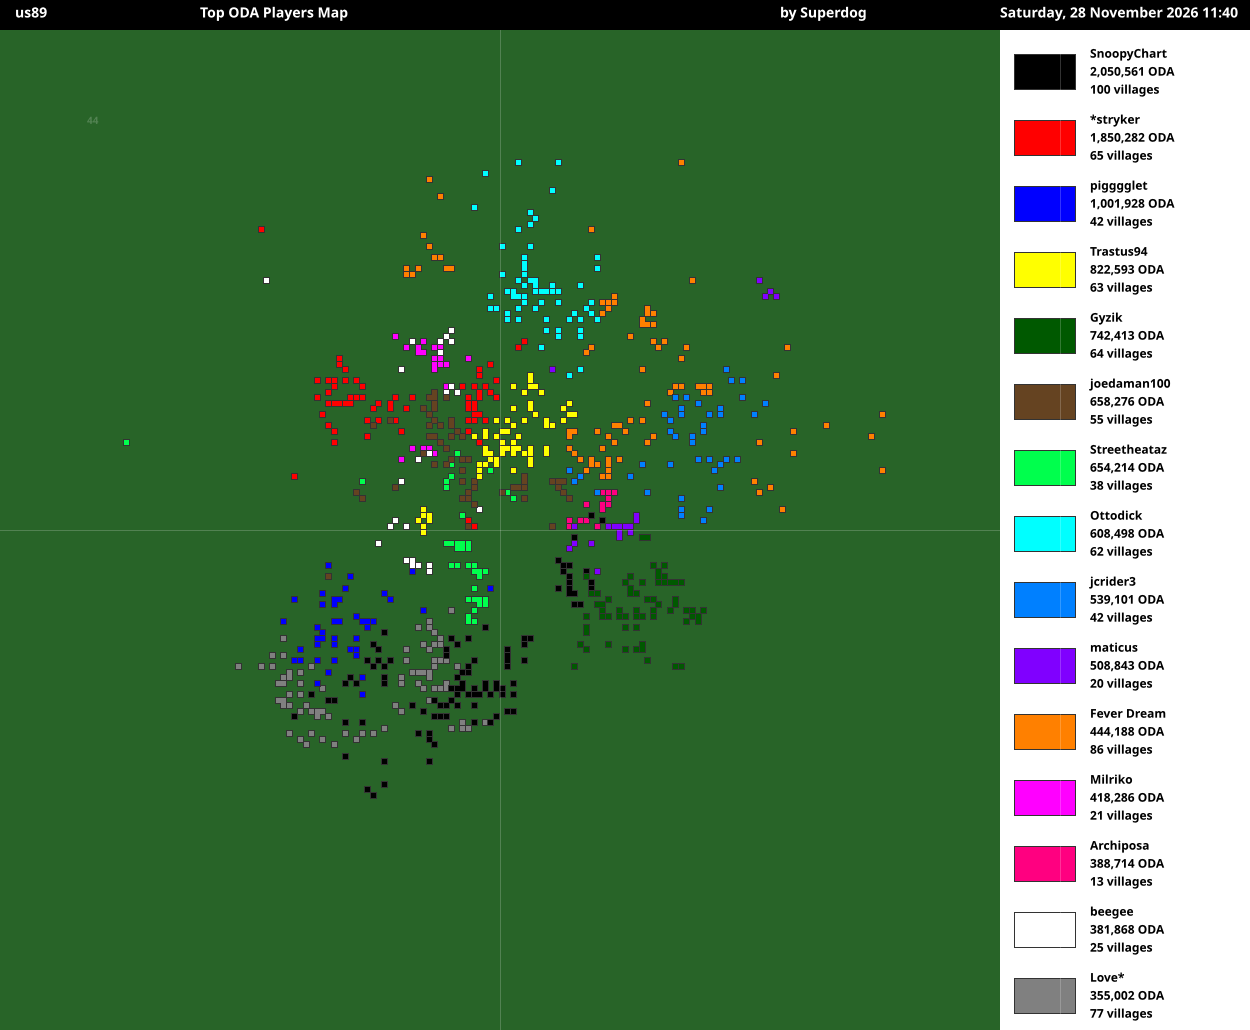 us89 Top ODA Players Map by Superdog Saturday, 28 November 2026 11:40
44
SnoopyChart
2,050,561 ODA
100 villages
*stryker
1,850,282 ODA
65 villages
pigggglet
1,001,928 ODA
42 villages
Trastus94
822,593 ODA
63 villages
Gyzik
742,413 ODA
64 villages
joedaman100
658,276 ODA
55 villages
Streetheataz
654,214 ODA
38 villages
Ottodick
608,498 ODA
62 villages
jcrider3
539,101 ODA
42 villages
maticus
508,843 ODA
20 villages
Fever Dream
444,188 ODA
86 villages
Milriko
418,286 ODA
21 villages
Archiposa
388,714 ODA
13 villages
beegee
381,868 ODA
25 villages
Love*
355,002 ODA
77 villages